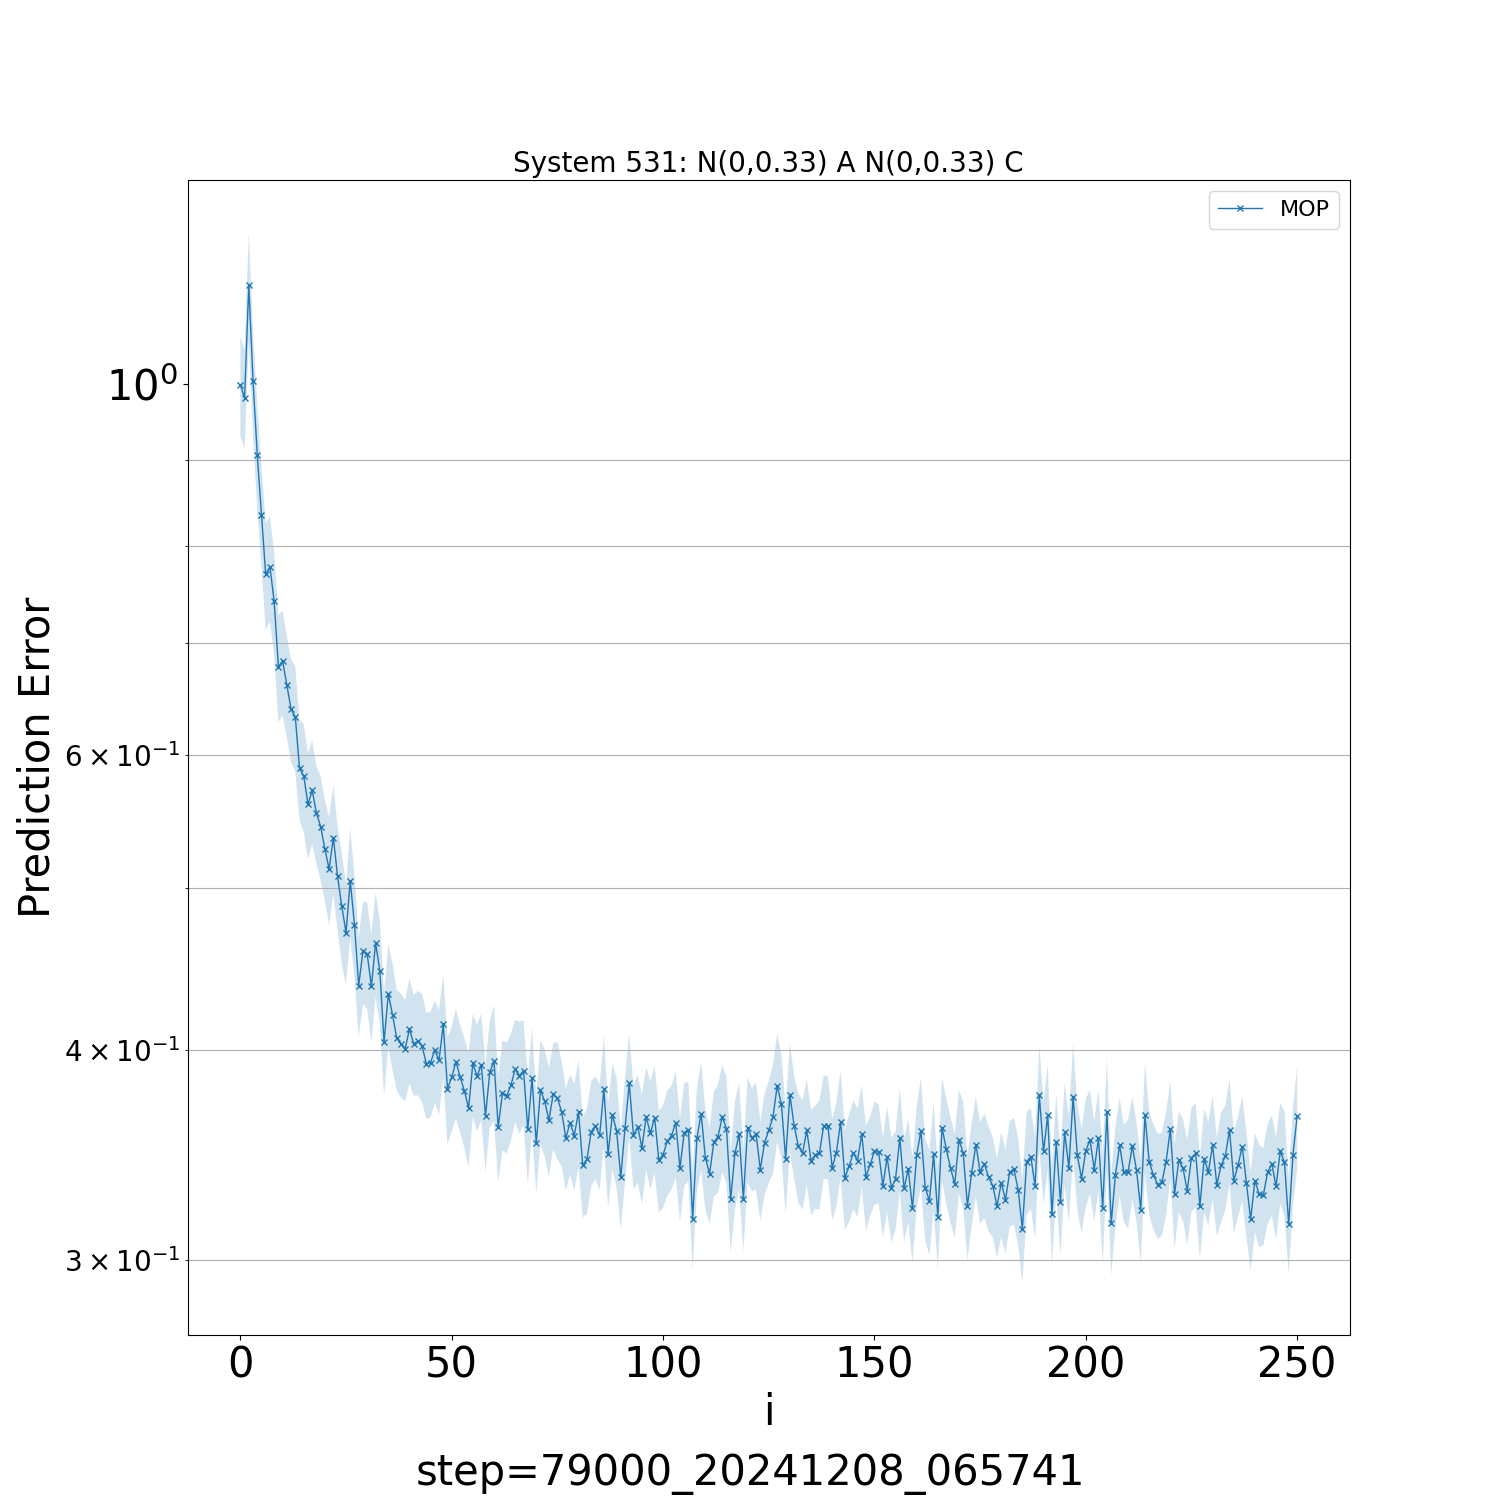 System 531: N(0,0.33) A N(0,0.33) C
MOP
10⁰
6 × 10⁻¹
4 × 10⁻¹
3 × 10⁻¹
Prediction Error
0 50 100 150 200 250
i
step=79000_20241208_065741